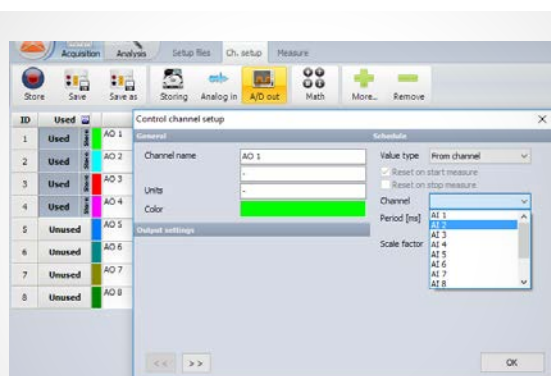 Acquisition Analysis Setup files Ch. setup Measure
Store Save Save as Storing Analog in A/D out Math More... Remove
ID Used
Control channel setup
General Schedule
1 Used Store AO 1
Channel name AO 1 Value type From channel
- Reset on start measure
2 Used Store AO 2
Units - Reset on stop measure
3 Used Store AO 3
Color Channel
4 Used Store AO 4
Period [ms] AI 1
AI 2
5 Unused AO 5
Output settings AI 3
Scale factor AI 4
6 Unused AO 6
AI 5
AI 6
7 Unused AO 7
AI 7
8 Unused AO 8
AI 8
<< >> OK